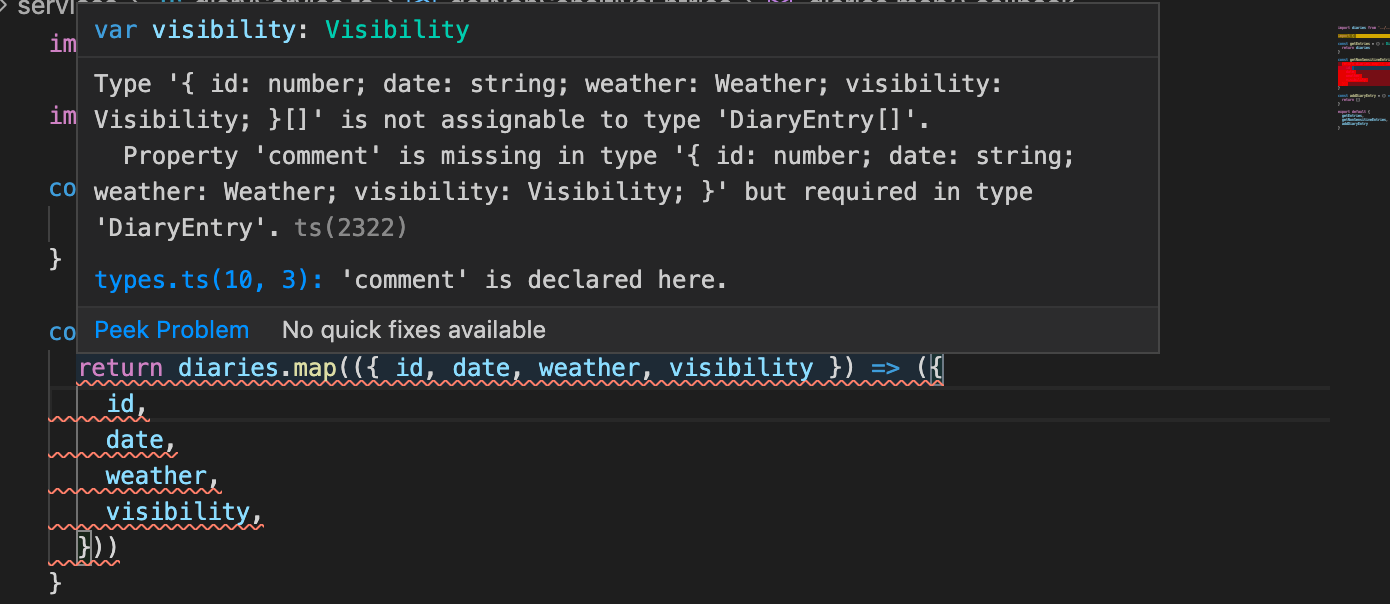 var visibility: Visibility
im
Type '{ id: number; date: string; weather: Weather; visibility:
im
Visibility; }[]' is not assignable to type 'DiaryEntry[]'.
Property 'comment' is missing in type '{ id: number; date: string;
co
weather: Weather; visibility: Visibility; }' but required in type
'DiaryEntry'. ts(2322)
}
types.ts(10, 3): 'comment' is declared here.
co
Peek Problem No quick fixes available
return diaries.map(({ id, date, weather, visibility }) => ({
id,
date,
weather,
visibility,
}))
}